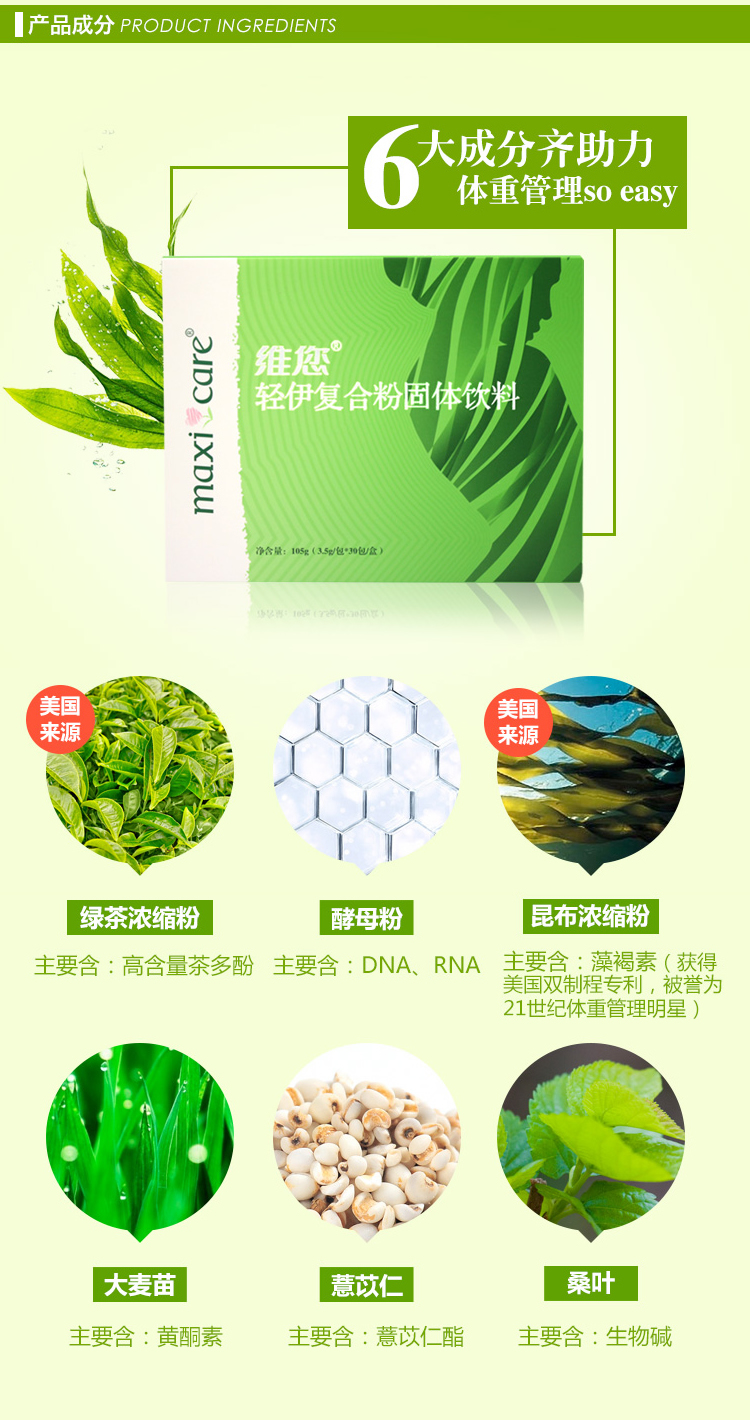 产品成分 PRODUCT INGREDIENTS
6大成分齐助力
体重管理so easy
maxi care®
维您®
轻伊复合粉固体饮料
净含量：105g（3.5g/包*30包/盒）
美国
来源
美国
来源
绿茶浓缩粉
主要含：高含量茶多酚
酵母粉
主要含：DNA、RNA
昆布浓缩粉
主要含：藻褐素（获得
美国双制程专利，被誉为
21世纪体重管理明星）
大麦苗
主要含：黄酮素
薏苡仁
主要含：薏苡仁酯
桑叶
主要含：生物碱